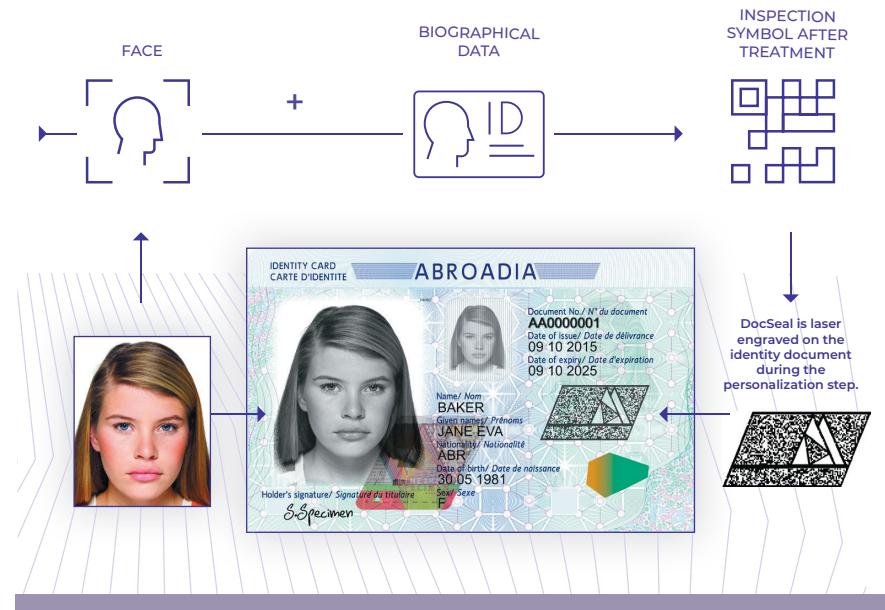 FACE
BIOGRAPHICAL
DATA
INSPECTION
SYMBOL AFTER
TREATMENT
+
ID
IDENTITY CARD
CARTE D'IDENTITE
ABROADIA
Document No./ N° du document
AA0000001
Date of issue/ Date de délivrance
09 10 2015
Date of expiry/ Date d'expiration
09 10 2025
Name/ Nom
BAKER
Given names/ Prénoms
JANE EVA
Nationality/ Nationalité
ABR
Date of birth/ Date de naissance
30 05 1981
Sex/ Sexe
F
Holder's signature/ Signature du titulaire
S.Specimen
DocSeal is laser
engraved on the
identity document
during the
personalization step.